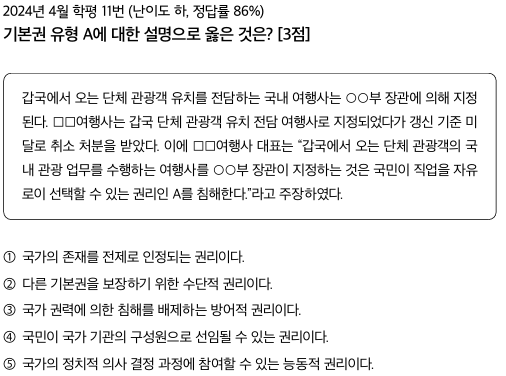 2024년 4월 학평 11번 (난이도 하, 정답률 86%)
기본권 유형 A에 대한 설명으로 옳은 것은? [3점]
갑국에서 오는 단체 관광객 유치를 전담하는 국내 여행사는 ○○부 장관에 의해 지정
된다. □□여행사는 갑국 단체 관광객 유치 전담 여행사로 지정되었다가 갱신 기준 미
달로 취소 처분을 받았다. 이에 □□여행사 대표는 “갑국에서 오는 단체 관광객의 국
내 관광 업무를 수행하는 여행사를 ○○부 장관이 지정하는 것은 국민이 직업을 자유
로이 선택할 수 있는 권리인 A를 침해한다.”라고 주장하였다.
① 국가의 존재를 전제로 인정되는 권리이다.
② 다른 기본권을 보장하기 위한 수단적 권리이다.
③ 국가 권력에 의한 침해를 배제하는 방어적 권리이다.
④ 국민이 국가 기관의 구성원으로 선임될 수 있는 권리이다.
⑤ 국가의 정치적 의사 결정 과정에 참여할 수 있는 능동적 권리이다.